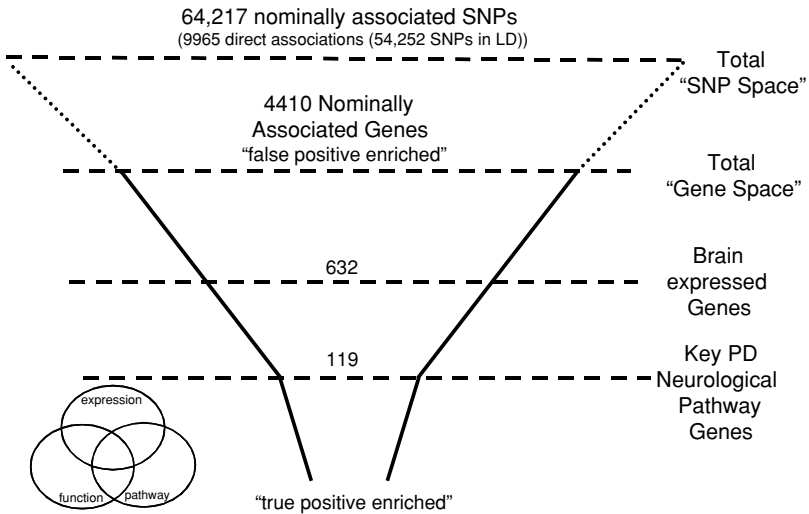 64,217 nominally associated SNPs
(9965 direct associations (54,252 SNPs in LD))
Total
“SNP Space”
4410 Nominally
Associated Genes
“false positive enriched”
Total
“Gene Space”
632
Brain
expressed
Genes
119
Key PD
Neurological
Pathway
Genes
expression
function
pathway
“true positive enriched”